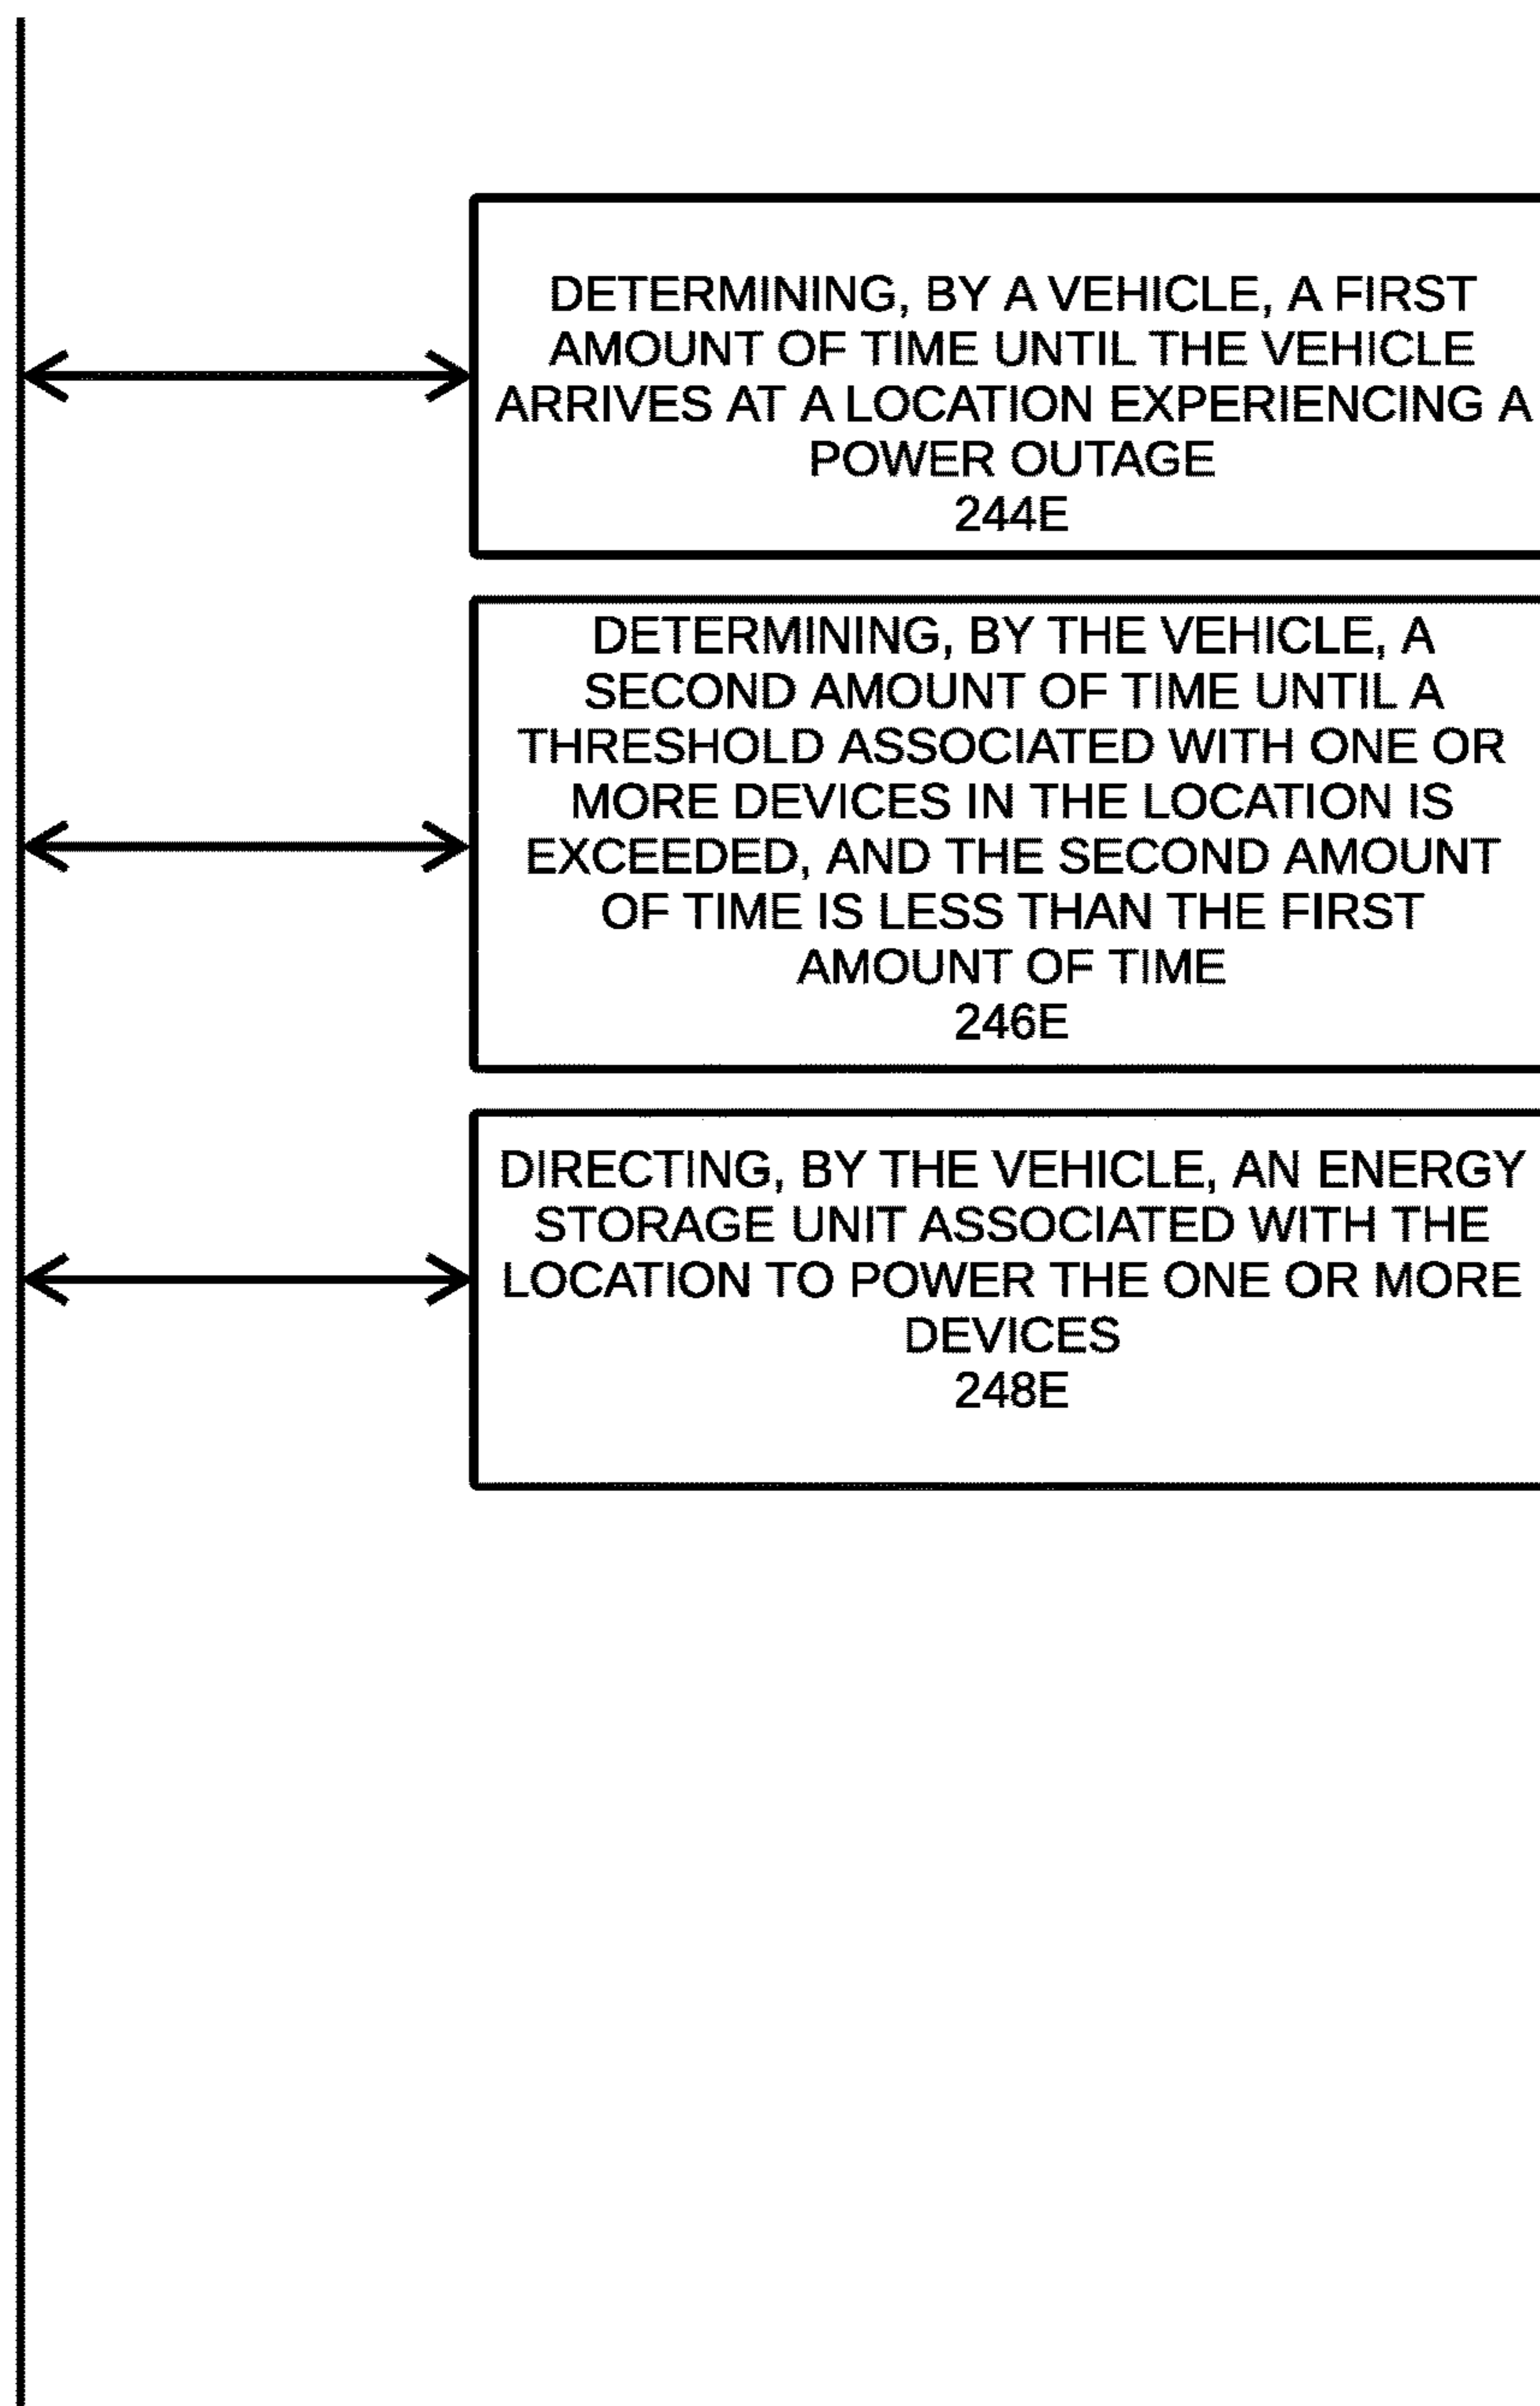 DETERMINING, BY A VEHICLE, A FIRST
AMOUNT OF TIME UNTIL THE VEHICLE
ARRIVES AT A LOCATION EXPERIENCING A
POWER OUTAGE
244E
DETERMINING, BY THE VEHICLE, A
SECOND AMOUNT OF TIME UNTIL A
THRESHOLD ASSOCIATED WITH ONE OR
MORE DEVICES IN THE LOCATION IS
EXCEEDED, AND THE SECOND AMOUNT
OF TIME IS LESS THAN THE FIRST
AMOUNT OF TIME
246E
DIRECTING, BY THE VEHICLE, AN ENERGY
STORAGE UNIT ASSOCIATED WITH THE
LOCATION TO POWER THE ONE OR MORE
DEVICES
248E